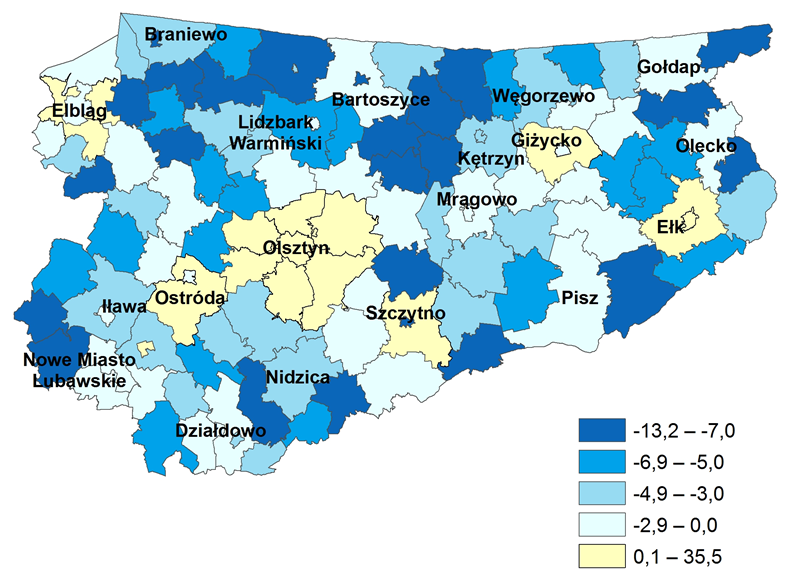 Braniewo
Gołdap
Elbląg
Bartoszyce
Węgorzewo
Lidzbark
Warmiński
Giżycko
Olecko
Kętrzyn
Mrągowo
Ełk
Olsztyn
Ostróda
Iława
Szczytno
Pisz
Nowe Miasto
Lubawskie
Nidzica
Działdowo
-13,2 – -7,0
-6,9 – -5,0
-4,9 – -3,0
-2,9 – 0,0
0,1 – 35,5